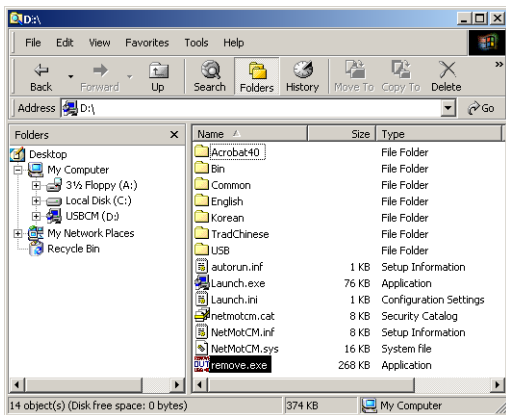 D:\
File Edit View Favorites Tools Help
Back Forward Up Search Folders History Move To Copy To Delete »
Address D:\ Go
Folders x Name Size Type
Desktop
My Computer
3½ Floppy (A:)
Local Disk (C:)
USBCM (D:)
My Network Places
Recycle Bin
Acrobat40 File Folder
Bin File Folder
Common File Folder
English File Folder
Korean File Folder
TradChinese File Folder
USB File Folder
autorun.inf 1 KB Setup Information
Launch.exe 76 KB Application
Launch.ini 1 KB Configuration Settings
netmotcm.cat 8 KB Security Catalog
NetMotCM.inf 8 KB Setup Information
NetMotCM.sys 16 KB System file
remove.exe 268 KB Application
14 object(s) (Disk free space: 0 bytes) 374 KB My Computer